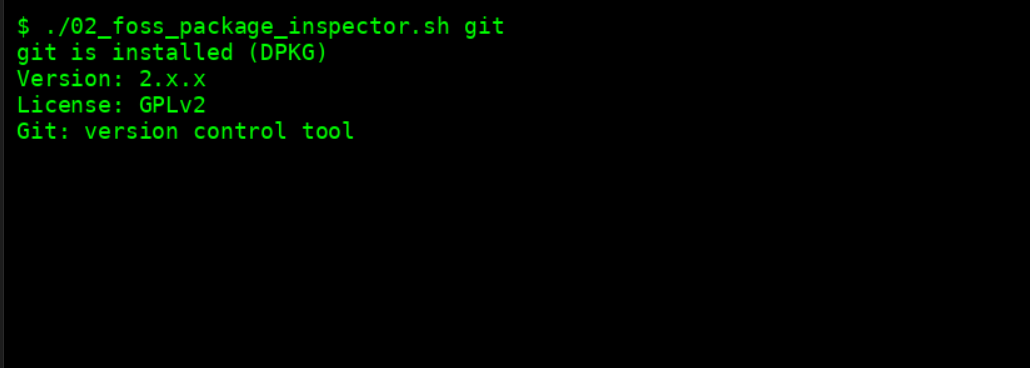 $ ./02_foss_package_inspector.sh git
git is installed (DPKG)
Version: 2.x.x
License: GPLv2
Git: version control tool